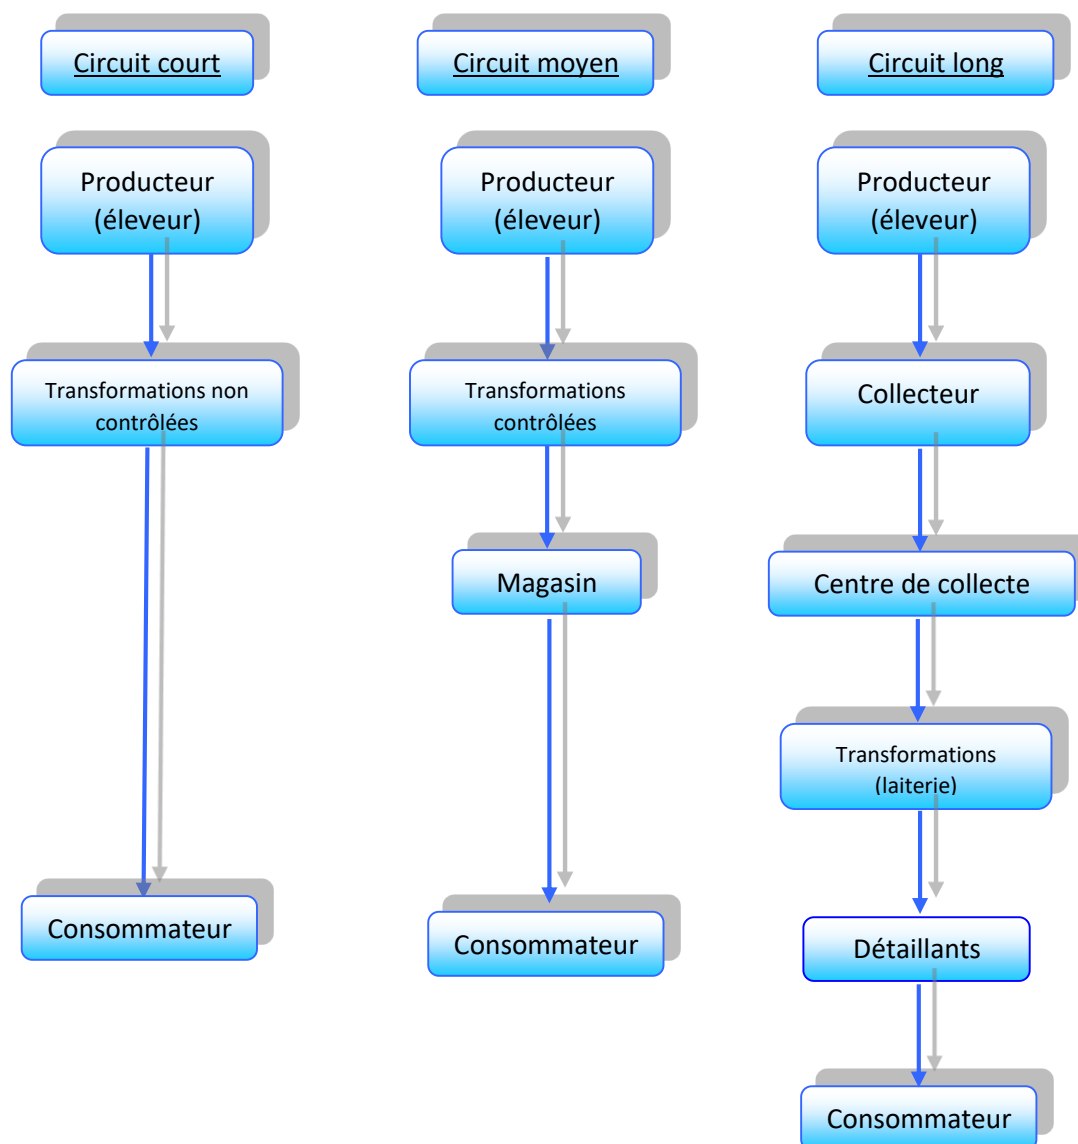 Circuit court
Circuit moyen
Circuit long
Producteur
(éleveur)
Producteur
(éleveur)
Producteur
(éleveur)
Transformations non
contrôlées
Transformations
contrôlées
Collecteur
Magasin
Centre de collecte
Transformations
(laiterie)
Consommateur
Consommateur
Détaillants
Consommateur